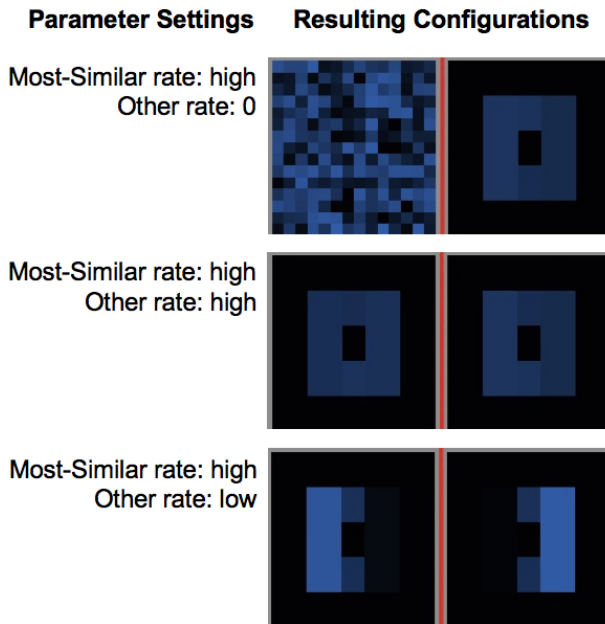 Parameter Settings Resulting Configurations
Most-Similar rate: high
Other rate: 0
Most-Similar rate: high
Other rate: high
Most-Similar rate: high
Other rate: low